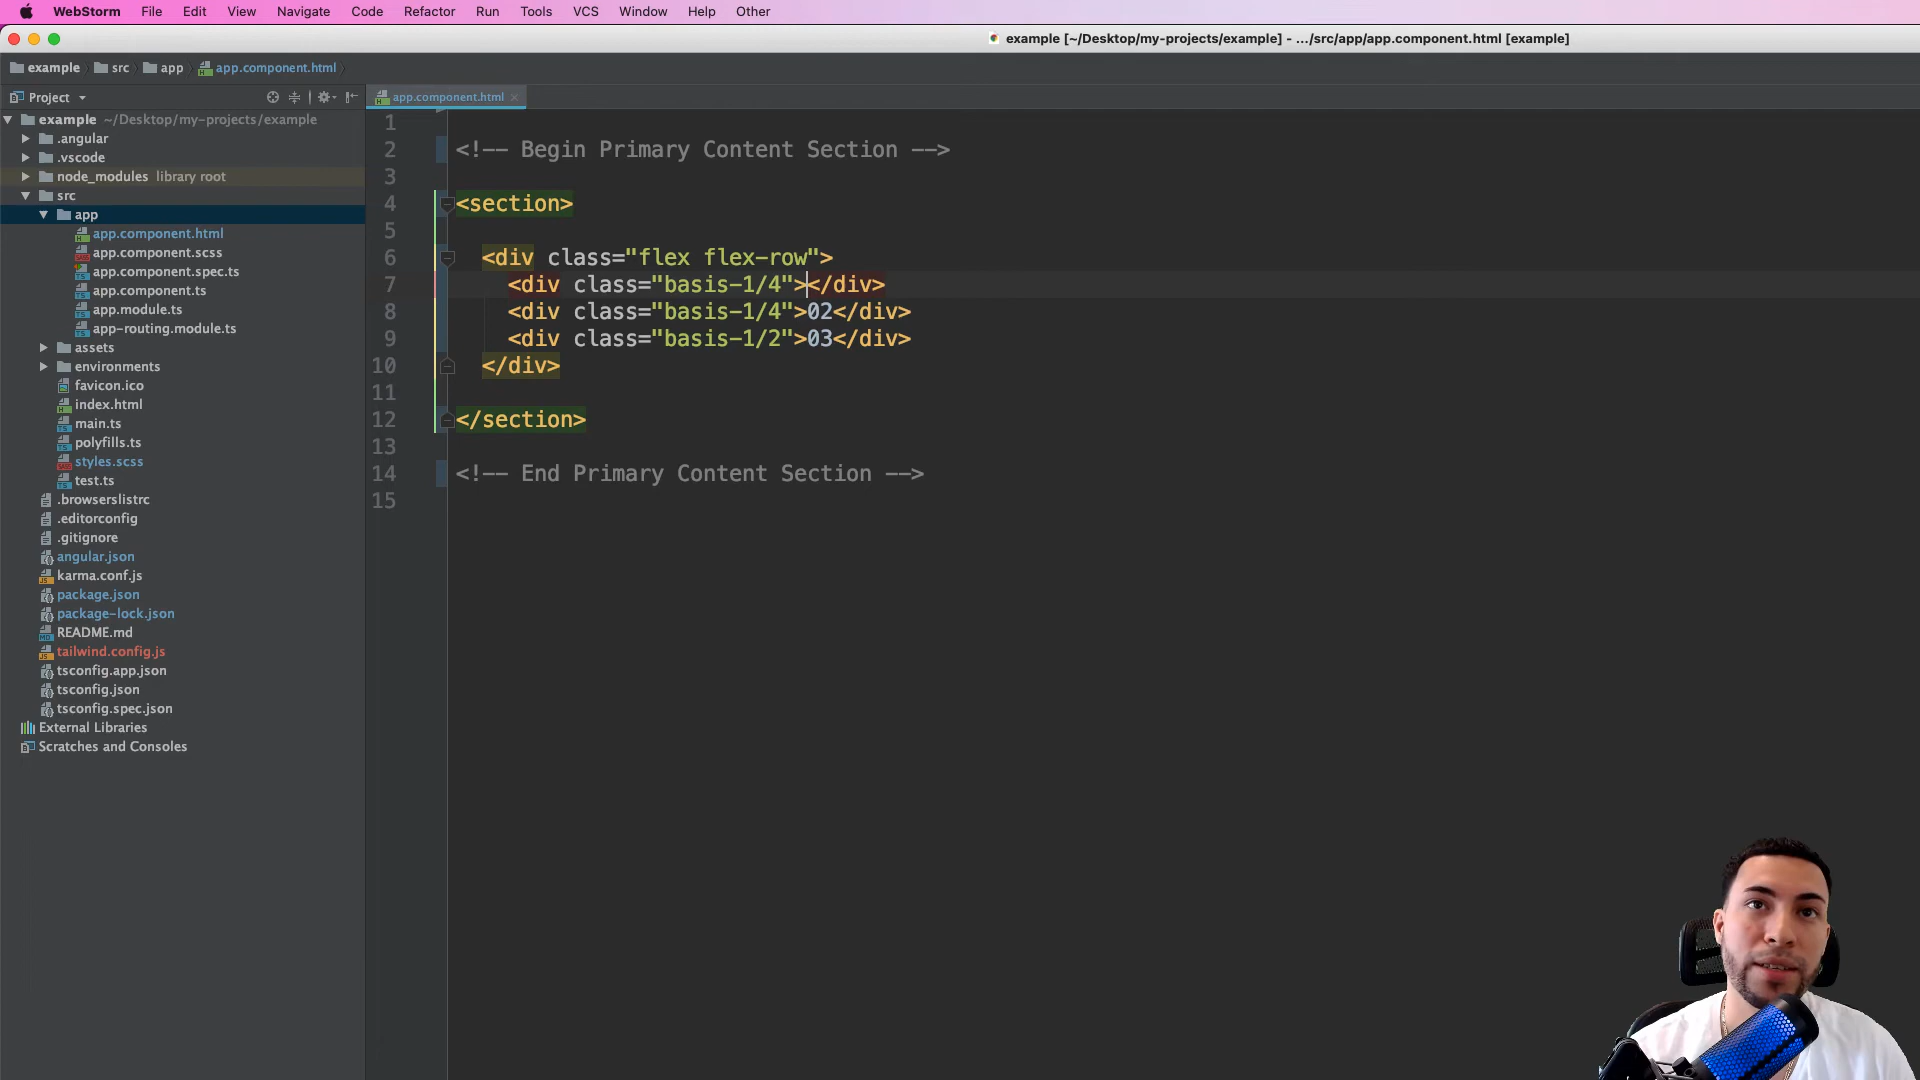 WebStorm File Edit View Navigate Code Refactor Run Tools VCS Window Help Other
example [~/Desktop/my-projects/example] - .../src/app/app.component.html [example]
example src app app.component.html
Project
app.component.html
example ~/Desktop/my-projects/example
.angular
.vscode
node_modules library root
src
app
app.component.html
app.component.scss
app.component.spec.ts
app.component.ts
app.module.ts
app-routing.module.ts
assets
environments
favicon.ico
index.html
main.ts
polyfills.ts
styles.scss
test.ts
.browserslistrc
.editorconfig
.gitignore
angular.json
karma.conf.js
package.json
package-lock.json
README.md
tailwind.config.js
tsconfig.app.json
tsconfig.json
tsconfig.spec.json
External Libraries
Scratches and Consoles
1
2 <!-- Begin Primary Content Section -->
3
4 <section>
5
6 <div class="flex flex-row">
7 <div class="basis-1/4"></div>
8 <div class="basis-1/4">02</div>
9 <div class="basis-1/2">03</div>
10 </div>
11
12 </section>
13
14 <!-- End Primary Content Section -->
15